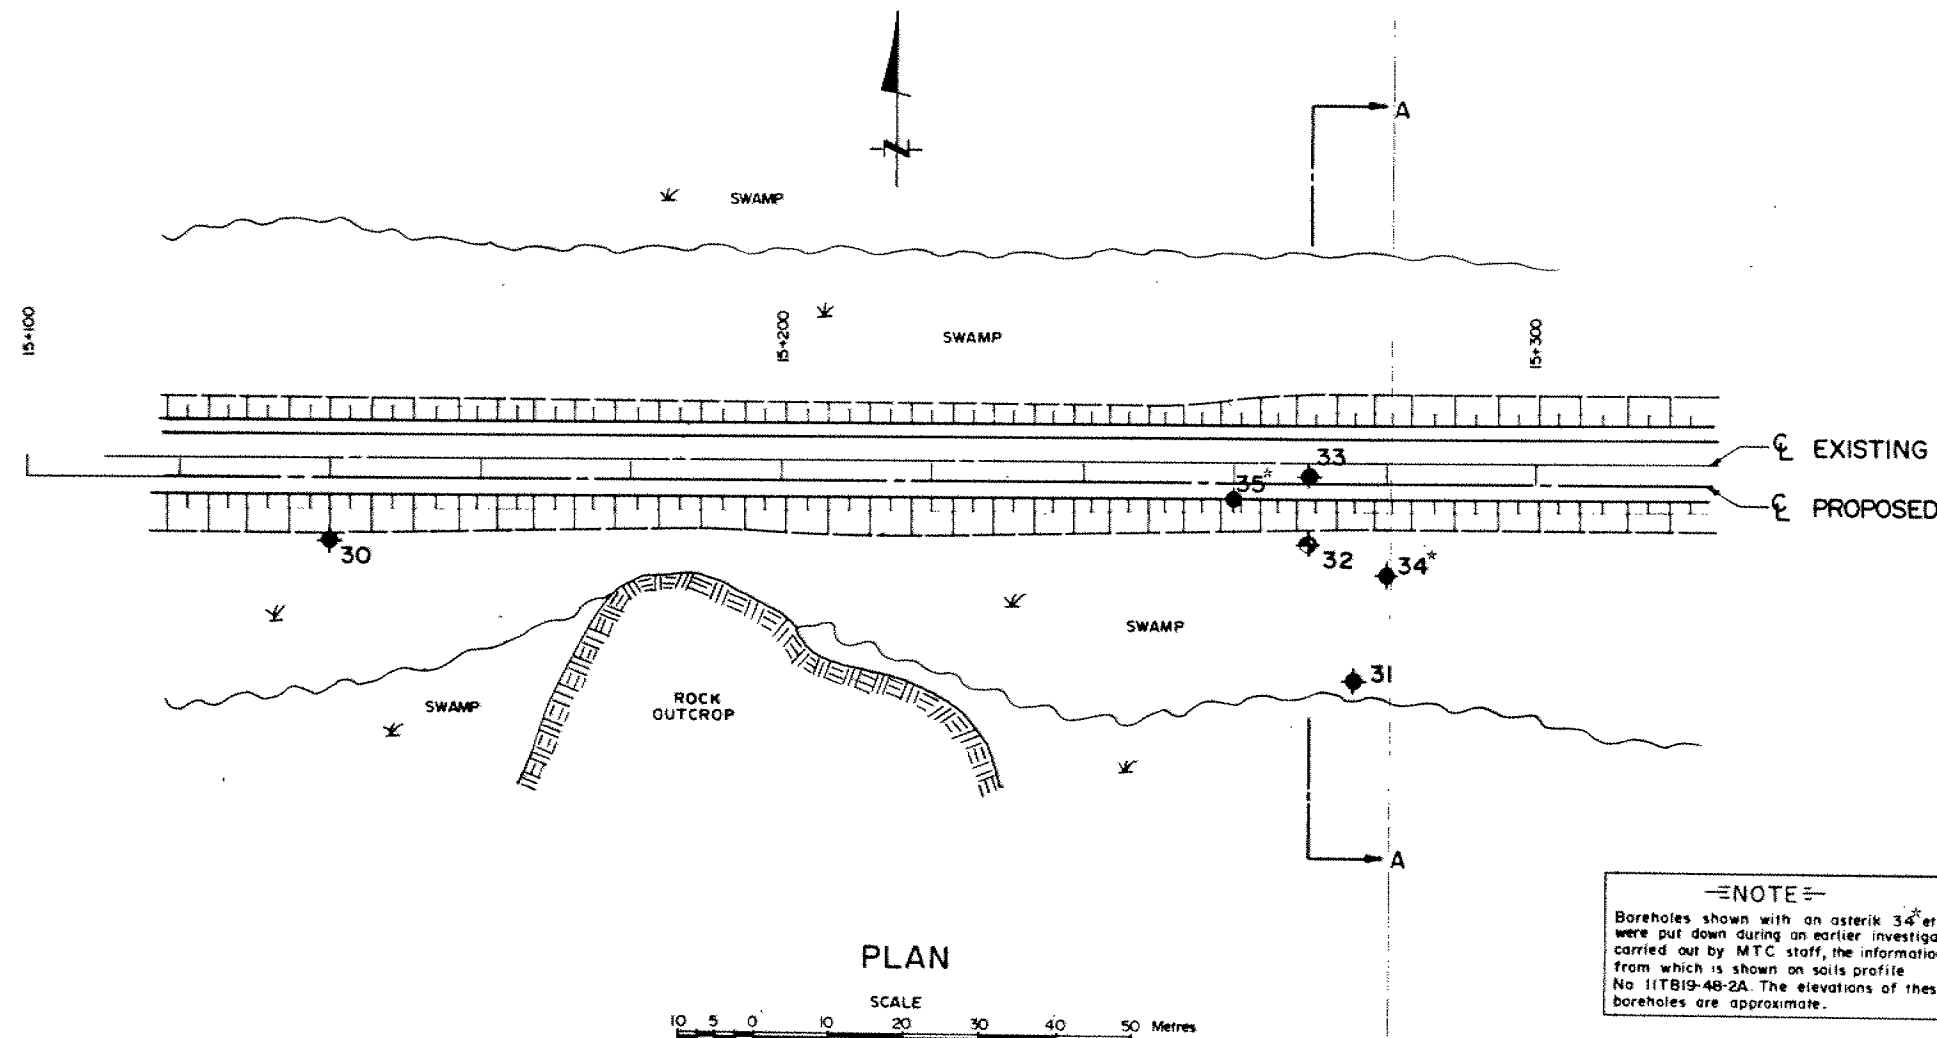 N
A
SWAMP
15+100
15+200
15+300
SWAMP
℄ EXISTING
33
35*
℄ PROPOSED
30
32
34*
SWAMP
31
SWAMP
ROCK
OUTCROP
A
NOTE
Boreholes shown with an asterik 34* et
were put down during an earlier investiga
carried out by MTC staff, the informatio
from which is shown on soils profile
No 11TB19-48-2A. The elevations of thes
boreholes are approximate.
PLAN
SCALE
10 5 0 10 20 30 40 50 Metres